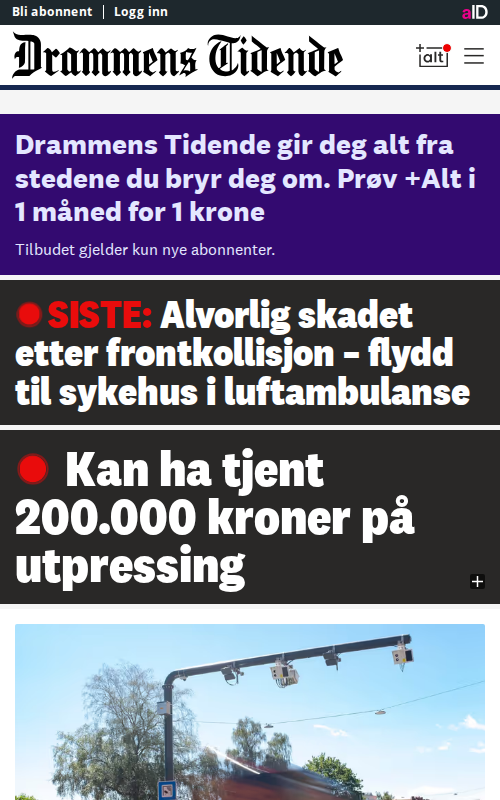 Bli abonnent
Logg inn
aID
Drammens Tidende
+alt
Drammens Tidende gir deg alt fra
stedene du bryr deg om. Prøv +Alt i
1 måned for 1 krone
Tilbudet gjelder kun nye abonnenter.
SISTE: Alvorlig skadet
etter frontkollisjon – flydd
til sykehus i luftambulanse
Kan ha tjent
200.000 kroner på
utpressing
+